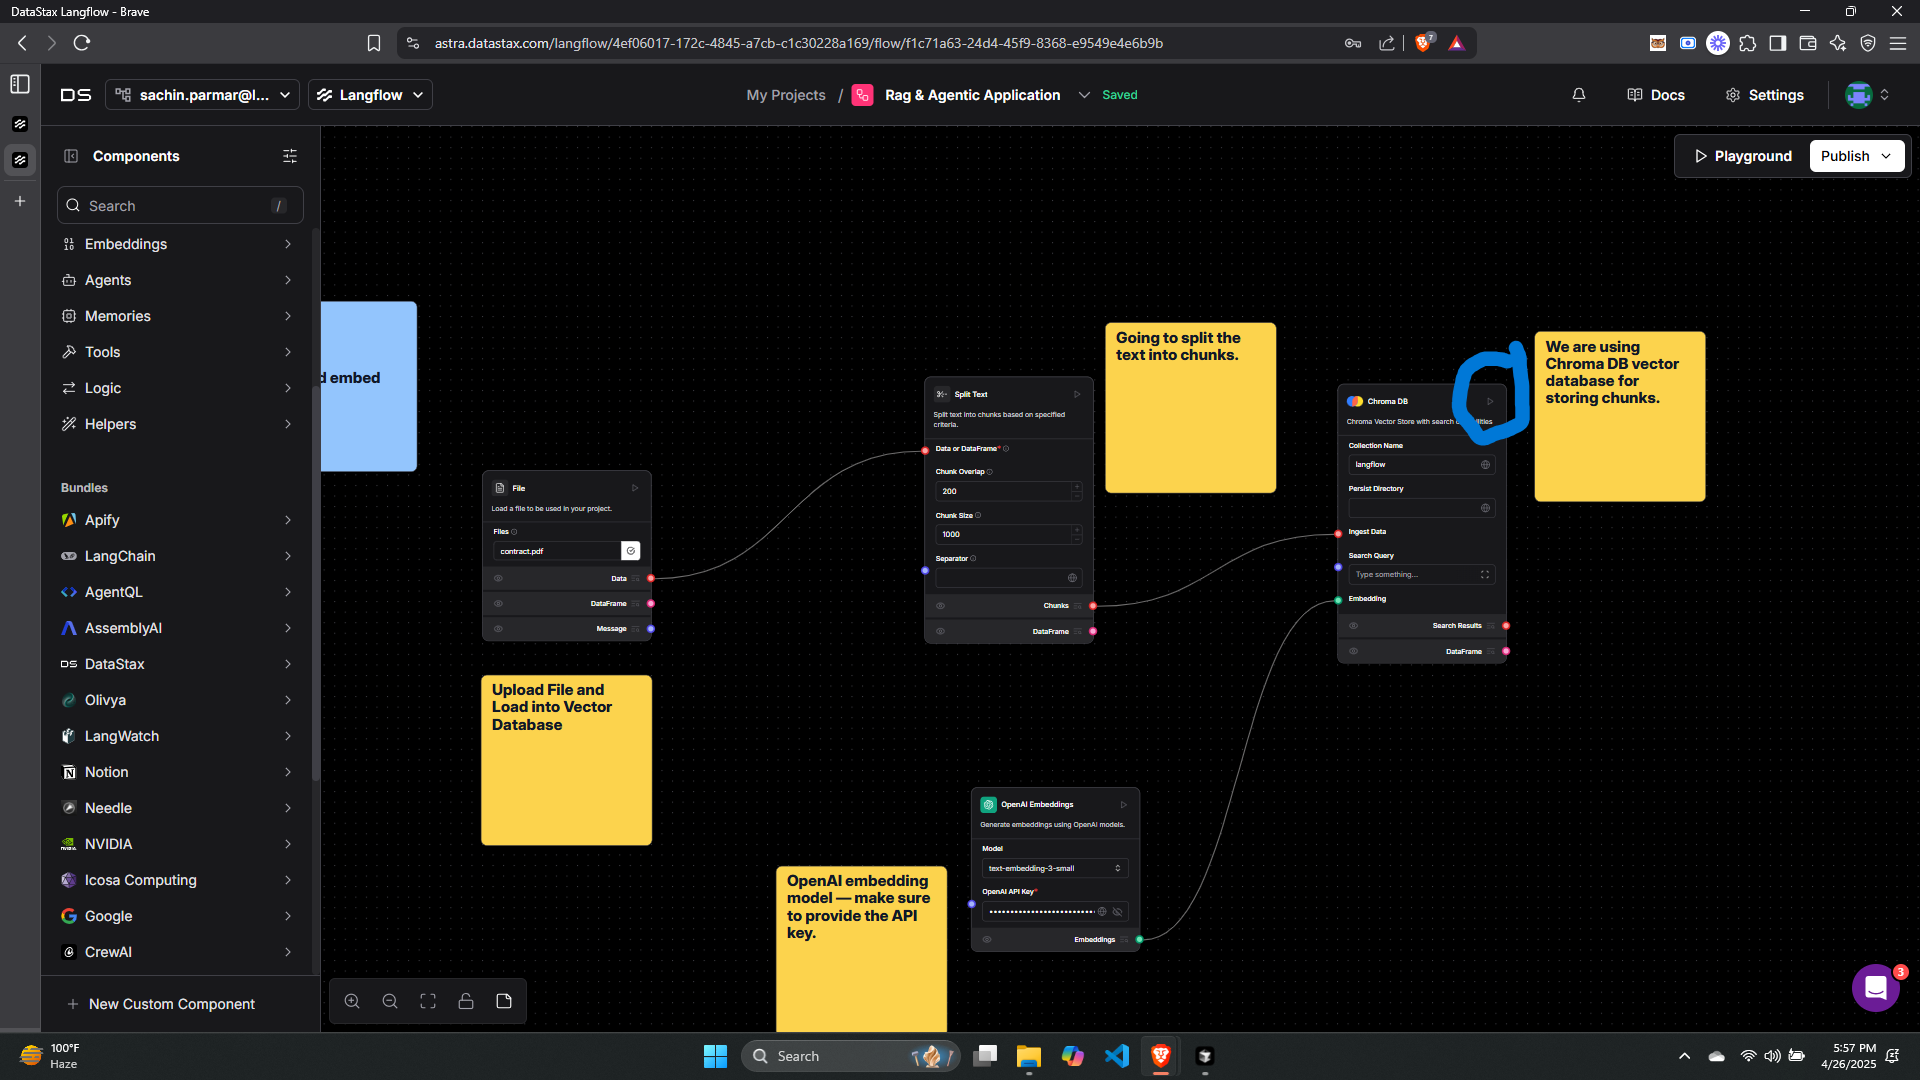 DataStax Langflow - Brave
astra.datastax.com/langflow/4ef06017-172c-4845-a7cb-c1c30228a169/flow/f1c71a63-24d4-45f9-8368-e9549e4e6b9b
7
DS
sachin.parmar@l...
Langflow
My Projects / Rag & Agentic Application
Saved
Docs
Settings
Components
Search /
Embeddings
Agents
Memories
Tools
Logic
Helpers
Bundles
Apify
LangChain
AgentQL
AssemblyAI
DS DataStax
Olivya
LangWatch
Notion
Needle
NVIDIA
Icosa Computing
Google
CrewAI
+ New Custom Component
Playground
Publish
d embed
File
Load a file to be used in your project.
Files
contract.pdf
Data
DataFrame
Message
Upload File and
Load into Vector
Database
Split Text
Split text into chunks based on specified
criteria.
Data or DataFrame*
Chunk Overlap
200
Chunk Size
1000
Separator
Chunks
DataFrame
Going to split the
text into chunks.
OpenAI embedding
model — make sure
to provide the API
key.
OpenAI Embeddings
Generate embeddings using OpenAI models.
Model
text-embedding-3-small
OpenAI API Key*
Embeddings
Chroma DB
Chroma Vector Store with search
Collection Name
langflow
Persist Directory
Ingest Data
Search Query
Type something...
Embedding
Search Results
DataFrame
We are using
Chroma DB vector
database for
storing chunks.
3
100°F
Haze
Search
5:57 PM
4/26/2025